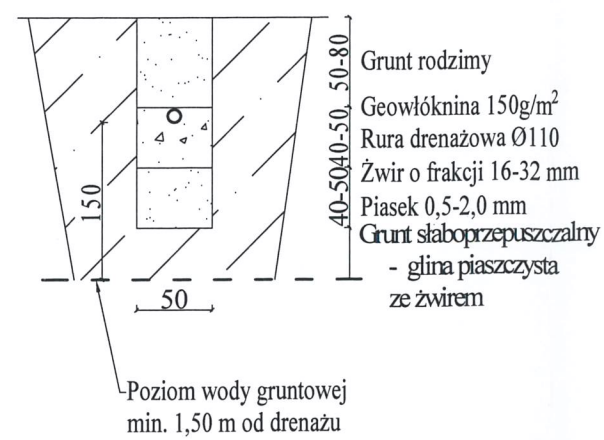 50-80
40-50,
40-50
Grunt rodzimy
Geowłóknina 150g/m²
Rura drenażowa Ø110
Żwir o frakcji 16-32 mm
Piasek 0,5-2,0 mm
Grunt słaboprzepuszczalny
- glina piaszczysta
ze żwirem
150
50
Poziom wody gruntowej
min. 1,50 m od drenażu